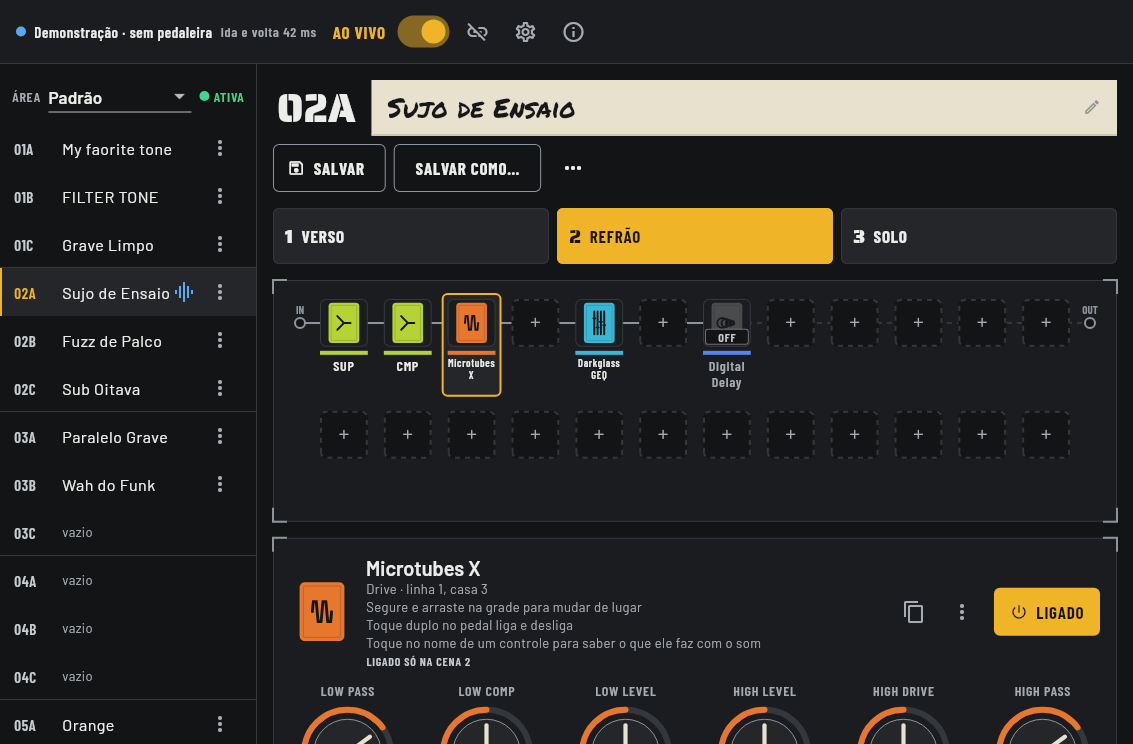 Demonstração · sem pedaleira Ida e volta 42 ms AO VIVO
ÁREA Padrão ATIVA
01A My faorite tone
01B FILTER TONE
01C Grave Limpo
02A Sujo de Ensaio
02B Fuzz de Palco
02C Sub Oitava
03A Paralelo Grave
03B Wah do Funk
03C vazio
04A vazio
04B vazio
04C vazio
05A Orange
02A Sujo de Ensaio
SALVAR SALVAR COMO... ...
1 VERSO 2 REFRÃO 3 SOLO
IN OUT
OFF
SUP CMP Microtubes X Darkglass GEQ Digital Delay
Microtubes X
Drive · linha 1, casa 3
Segure e arraste na grade para mudar de lugar
Toque duplo no pedal liga e desliga
Toque no nome de um controle para saber o que ele faz com o som
LIGADO SÓ NA CENA 2
LIGADO
LOW PASS LOW COMP LOW LEVEL HIGH LEVEL HIGH DRIVE HIGH PASS